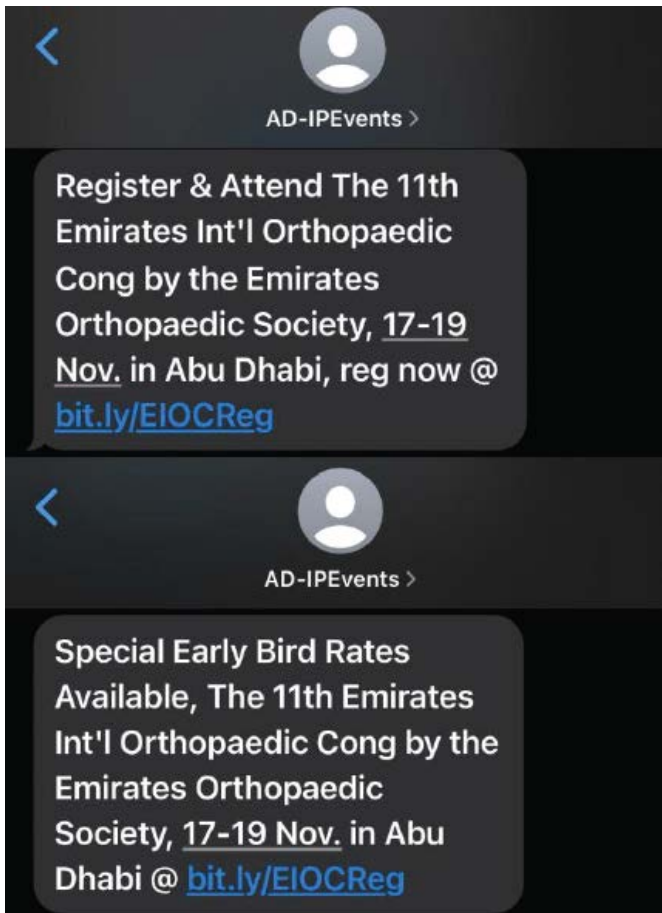 AD-IPEvents >
Register & Attend The 11th
Emirates Int'l Orthopaedic
Cong by the Emirates
Orthopaedic Society, 17-19
Nov. in Abu Dhabi, reg now @
bit.ly/EIOCReg
AD-IPEvents >
Special Early Bird Rates
Available, The 11th Emirates
Int'l Orthopaedic Cong by the
Emirates Orthopaedic
Society, 17-19 Nov. in Abu
Dhabi @ bit.ly/EIOCReg